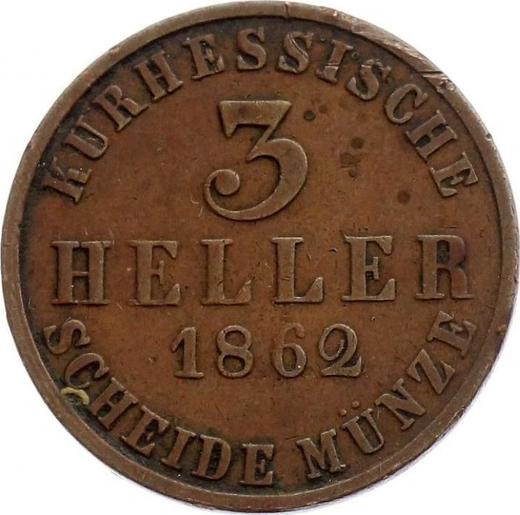 KURHESSISCHE
3
HELLER
1862
SCHEIDE MÜNZE